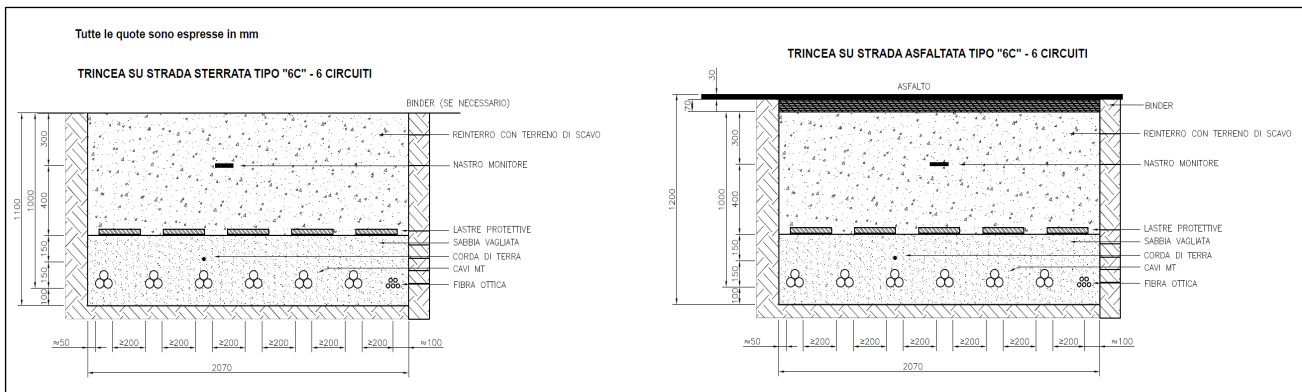 Tutte le quote sono espresse in mm
TRINCEA SU STRADA STERRATA TIPO "6C" - 6 CIRCUITI
BINDER (SE NECESSARIO)
REINTERRO CON TERRENO DI SCAVO
NASTRO MONITORE
LASTRE PROTETTIVE
SABBIA VAGLIATA
CORDA DI TERRA
CAVI MT
FIBRA OTTICA
1100
1000
300
400
150
150
100
≈50
≥200
≥200
≥200
≥200
≥200
≈100
2070
TRINCEA SU STRADA ASFALTATA TIPO "6C" - 6 CIRCUITI
30
70
ASFALTO
BINDER
REINTERRO CON TERRENO DI SCAVO
NASTRO MONITORE
LASTRE PROTETTIVE
SABBIA VAGLIATA
CORDA DI TERRA
CAVI MT
FIBRA OTTICA
1200
1000
300
400
150
150
100
≈50
≥200
≥200
≥200
≥200
≥200
≥200
≈100
2070